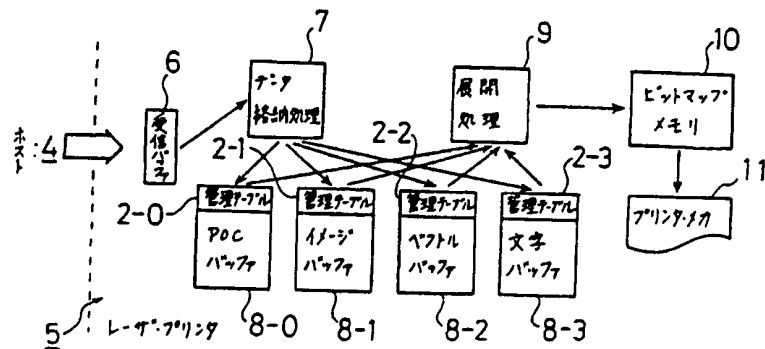 7
9
10
6
データ
格納処理
展開
処理
ビットマップ
メモリ
ホスト:4
受信バッファ
2-1
2-2
2-3
11
2-0
管理テーブル
管理テーブル
管理テーブル
管理テーブル
プリンタ・メカ
POC
バッファ
イメージ
バッファ
ベクトル
バッファ
文字
バッファ
5
レーザ・プリンタ
8-0
8-1
8-2
8-3